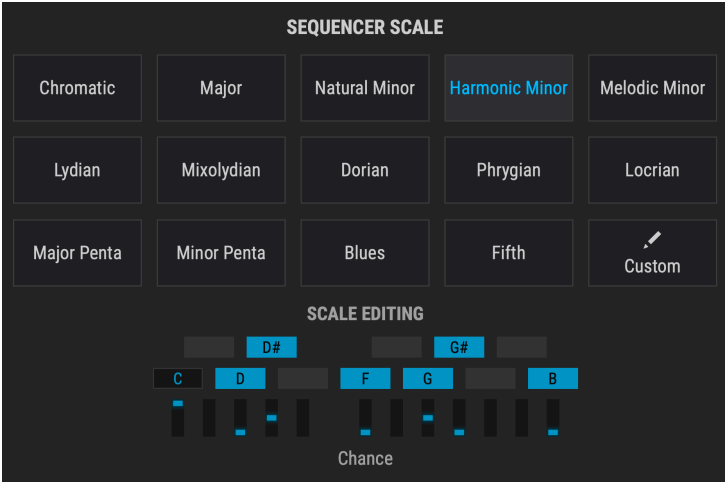 SEQUENCER SCALE
Chromatic Major Natural Minor Harmonic Minor Melodic Minor
Lydian Mixolydian Dorian Phrygian Locrian
Major Penta Minor Penta Blues Fifth Custom
SCALE EDITING
D# G#
C D F G B
Chance